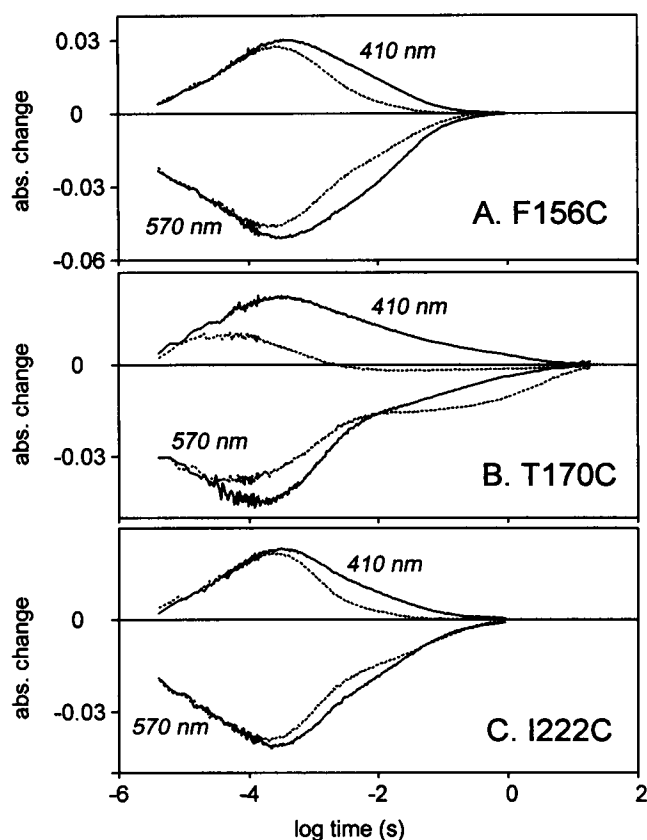 0.03
410 nm
abs. change
0
-0.03
570 nm
A. F156C
-0.06
410 nm
abs. change
0
570 nm
-0.03
B. T170C
410 nm
abs. change
0
-0.03
570 nm
C. I222C
-6 -4 -2 0 2
log time (s)